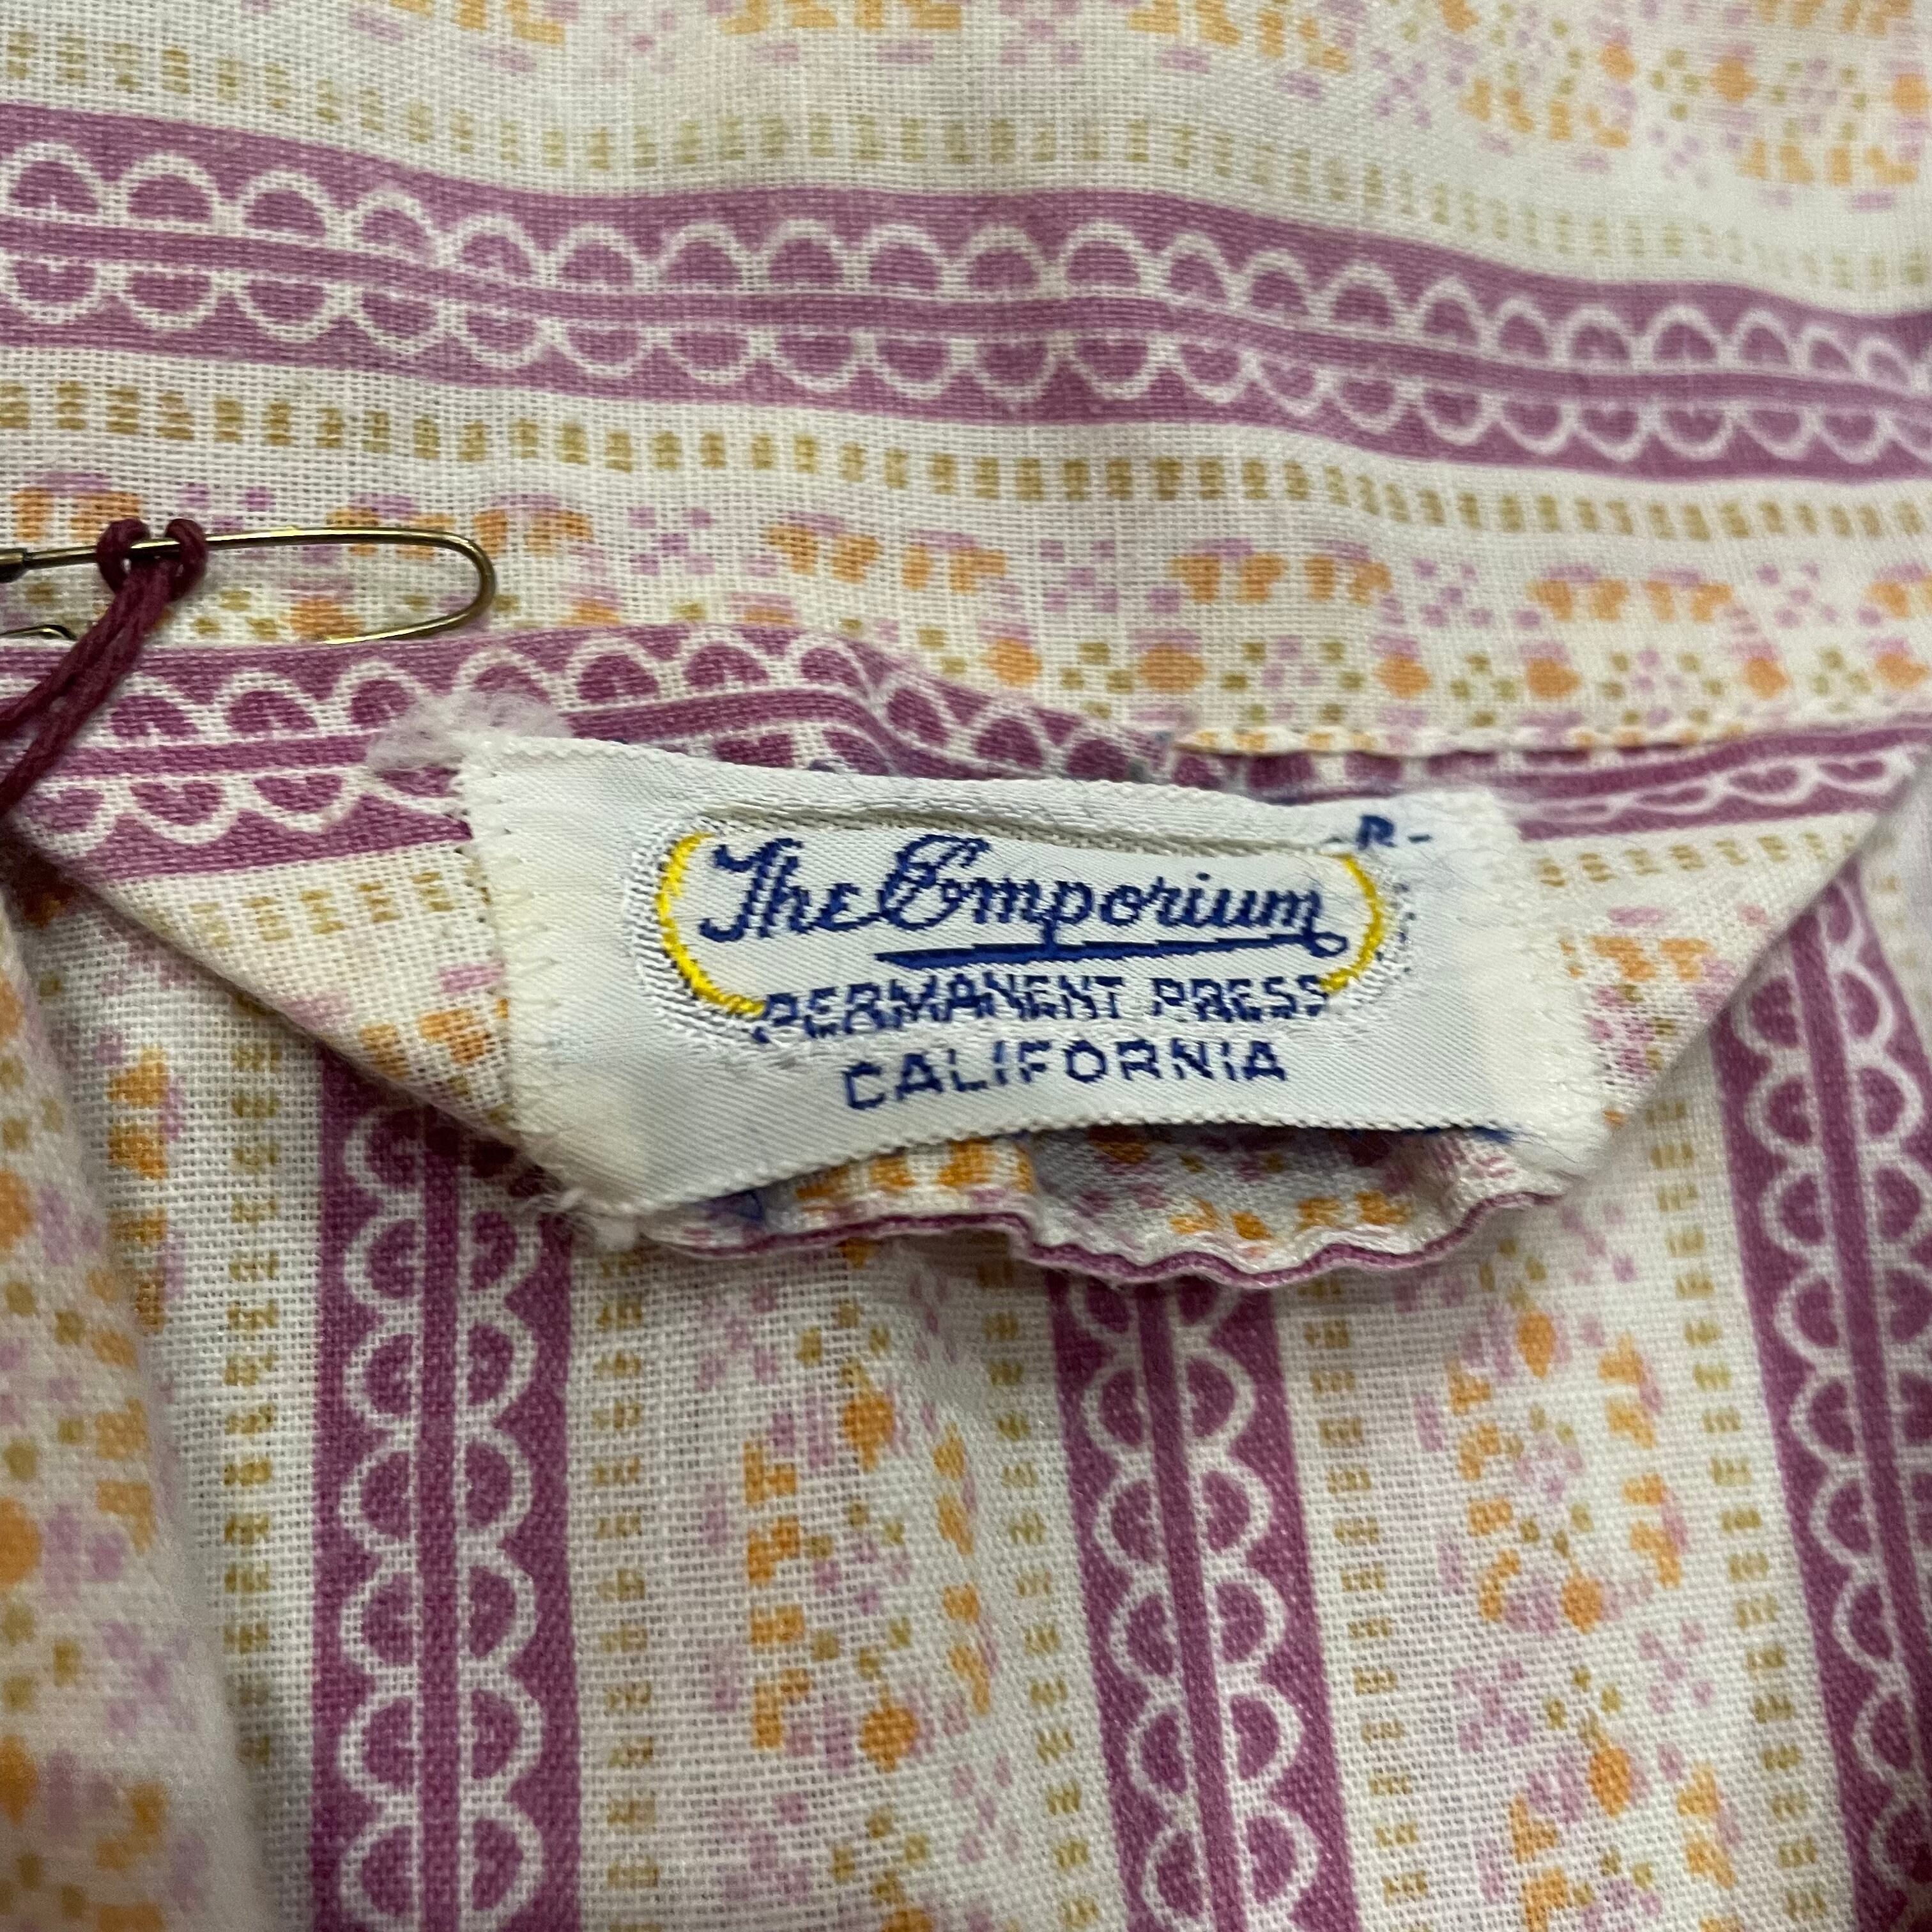 The Emporium
PERMANENT PRESS
CALIFORNIA